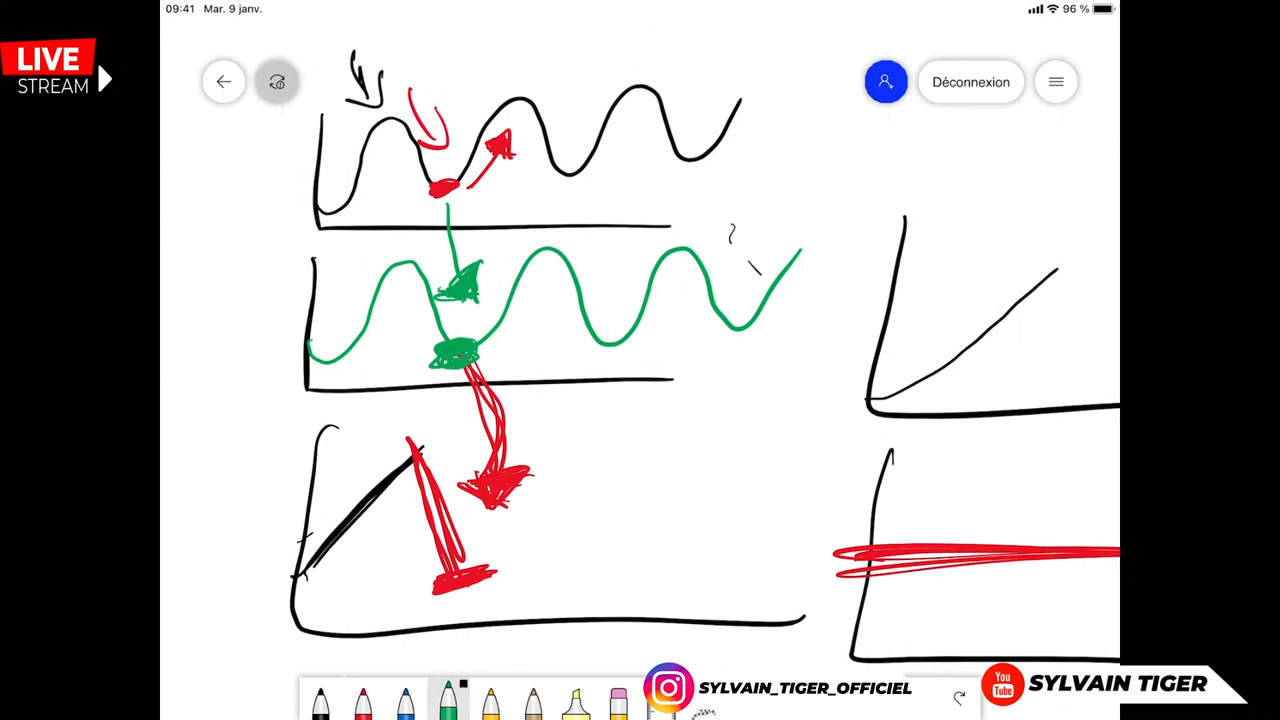 09:41 Mar. 9 janv.
96 %
LIVE
STREAM
Déconnexion
SYLVAIN_TIGER_OFFICIEL
You
Tube
SYLVAIN TIGER